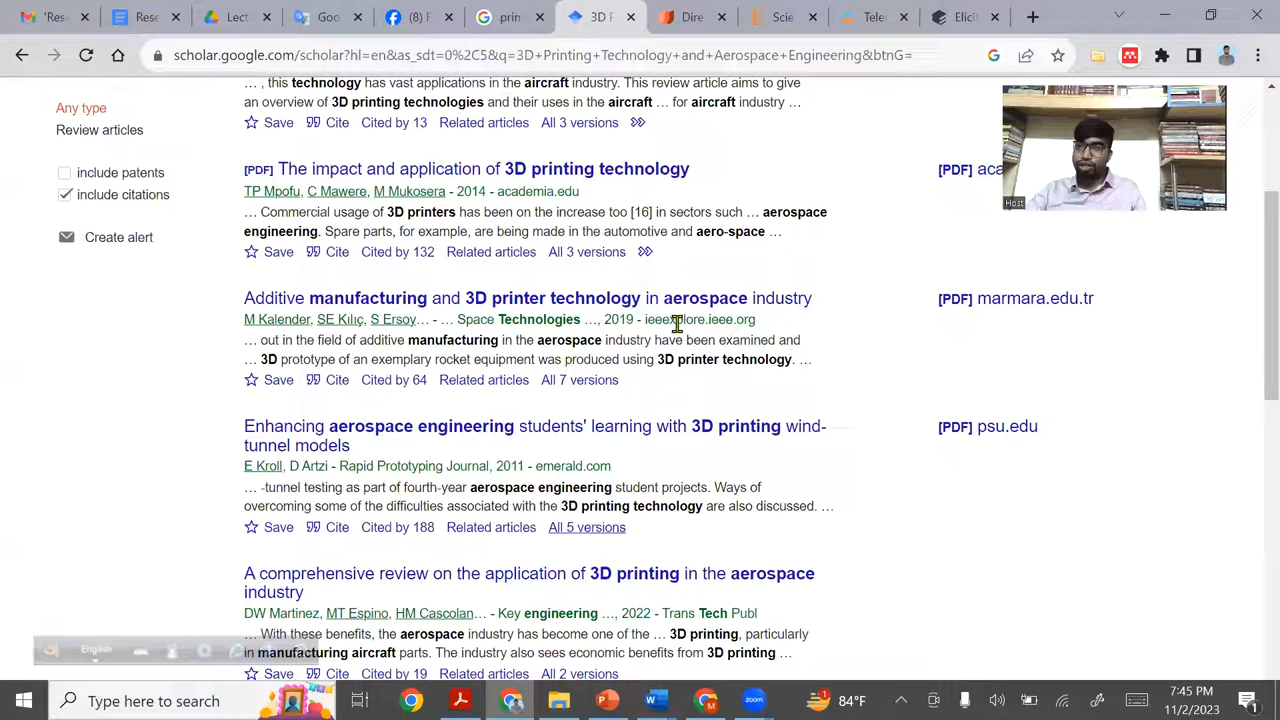 'Res
Rese
Lect
Goo
(8) F
prin
3D P
Dire
Scie
Tele
Elici
scholar.google.com/scholar?hl=en&as_sdt=0%2C5&q=3D+Printing+Technology+and+Aerospace+Engineering&btnG=
Any type
Review articles
include patents
include citations
Create alert
... , this technology has vast applications in the aircraft industry. This review article aims to give
an overview of 3D printing technologies and their uses in the aircraft ... for aircraft industry ...
Save Cite Cited by 13 Related articles All 3 versions
[PDF] The impact and application of 3D printing technology
[PDF] aca
TP Mpofu, C Mawere, M Mukosera - 2014 - academia.edu
... Commercial usage of 3D printers has been on the increase too [16] in sectors such ... aerospace
engineering. Spare parts, for example, are being made in the automotive and aero-space ...
Save Cite Cited by 132 Related articles All 3 versions
Additive manufacturing and 3D printer technology in aerospace industry
[PDF] marmara.edu.tr
M Kalender, SE Kılıç, S Ersoy... - ... Space Technologies ..., 2019 - ieeexplore.ieee.org
... out in the field of additive manufacturing in the aerospace industry have been examined and
... 3D prototype of an exemplary rocket equipment was produced using 3D printer technology. ...
Save Cite Cited by 64 Related articles All 7 versions
Enhancing aerospace engineering students' learning with 3D printing wind-
tunnel models
[PDF] psu.edu
E Kroll, D Artzi - Rapid Prototyping Journal, 2011 - emerald.com
... -tunnel testing as part of fourth-year aerospace engineering student projects. Ways of
overcoming some of the difficulties associated with the 3D printing technology are also discussed. ...
Save Cite Cited by 188 Related articles All 5 versions
A comprehensive review on the application of 3D printing in the aerospace
industry
DW Martinez, MT Espino, HM Cascolan... - Key engineering ..., 2022 - Trans Tech Publ
... With these benefits, the aerospace industry has become one of the ... 3D printing, particularly
in manufacturing aircraft parts. The industry also sees economic benefits from 3D printing ...
Save Cite Cited by 19 Related articles All 2 versions
Host
English
Type here to search
zoom
84°F
7:45 PM
11/2/2023